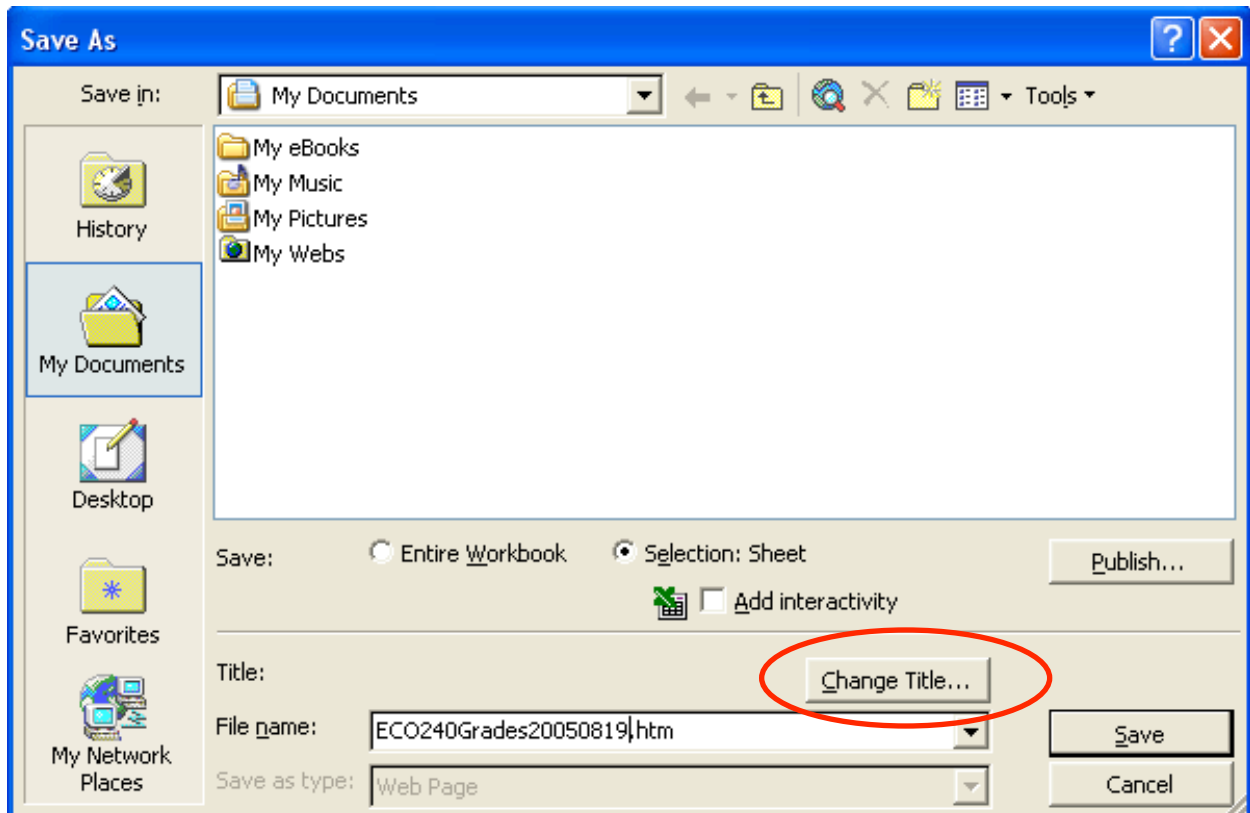 Save As
Save in:
My Documents
Tools
My eBooks
My Music
My Pictures
My Webs
History
My Documents
Desktop
Favorites
My Network
Places
Save:
Entire Workbook
Selection: Sheet
Publish...
Add interactivity
Title:
Change Title...
File name:
ECO240Grades20050819.htm
Save
Save as type:
Web Page
Cancel